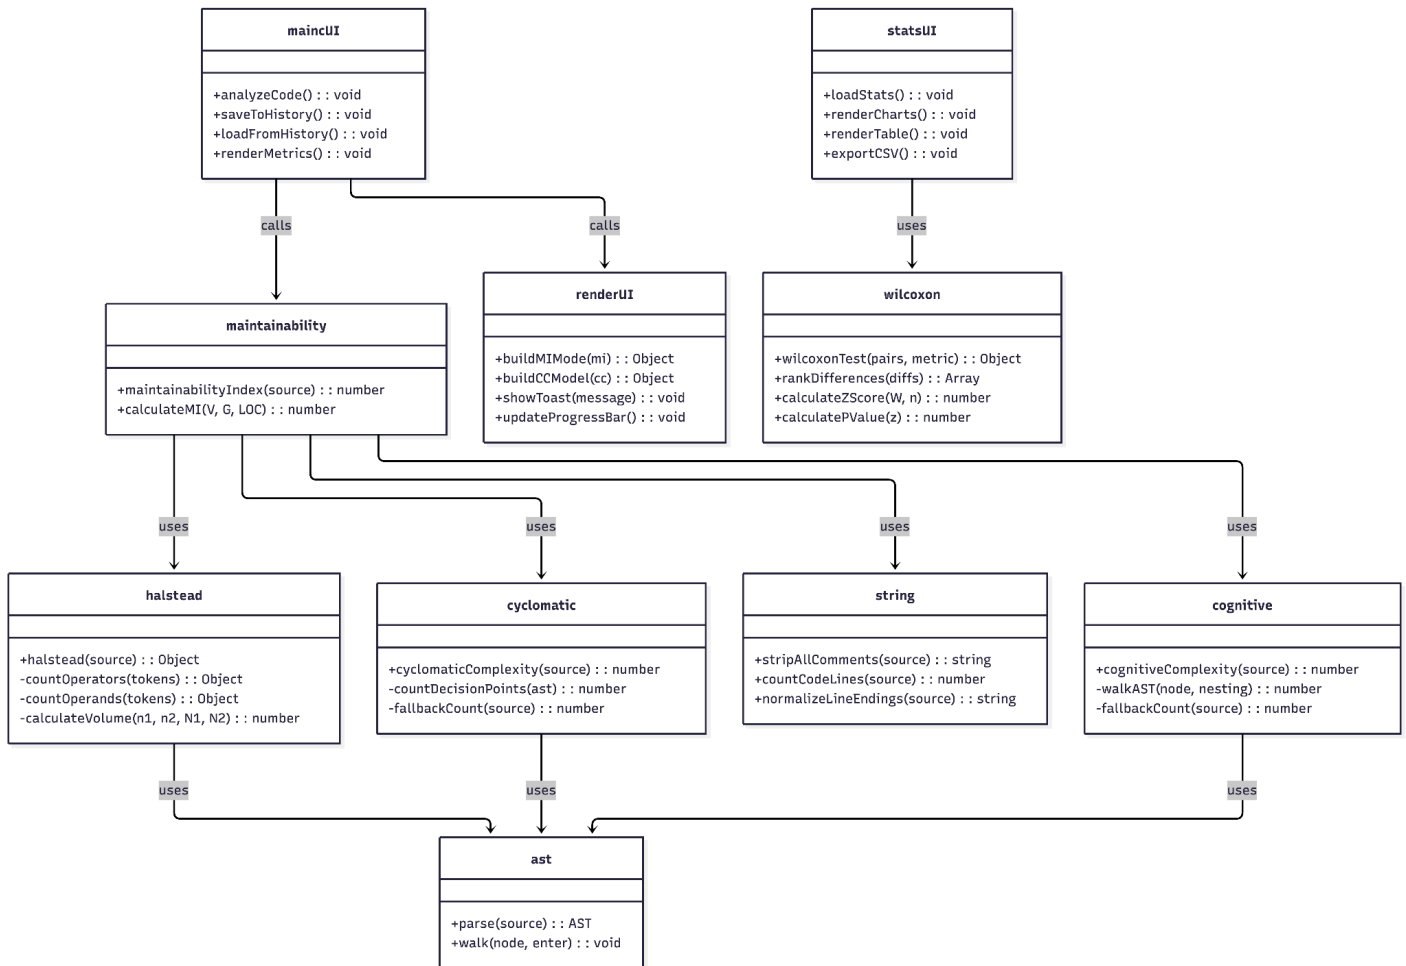 maincUI
+analyzeCode() : : void
+saveToHistory() : : void
+loadFromHistory() : : void
+renderMetrics() : : void
statsUI
+loadStats() : : void
+renderCharts() : : void
+renderTable() : : void
+exportCSV() : : void
calls
calls
uses
maintainability
+maintainabilityIndex(source) : : number
+calculateMI(V, G, LOC) : : number
renderUI
+buildMIMode(mi) : : Object
+buildCCModel(cc) : : Object
+showToast(message) : : void
+updateProgressBar() : : void
wilcoxon
+wilcoxonTest(pairs, metric) : : Object
+rankDifferences(diffs) : : Array
+calculateZScore(W, n) : : number
+calculatePValue(z) : : number
uses
uses
uses
uses
halstead
+halstead(source) : : Object
-countOperators(tokens) : : Object
-countOperands(tokens) : : Object
-calculateVolume(n1, n2, N1, N2) : : number
cyclomatic
+cyclomaticComplexity(source) : : number
-countDecisionPoints(ast) : : number
-fallbackCount(source) : : number
string
+stripAllComments(source) : : string
+countCodeLines(source) : : number
+normalizeLineEndings(source) : : string
cognitive
+cognitiveComplexity(source) : : number
-walkAST(node, nesting) : : number
-fallbackCount(source) : : number
uses
uses
uses
ast
+parse(source) : : AST
+walk(node, enter) : : void